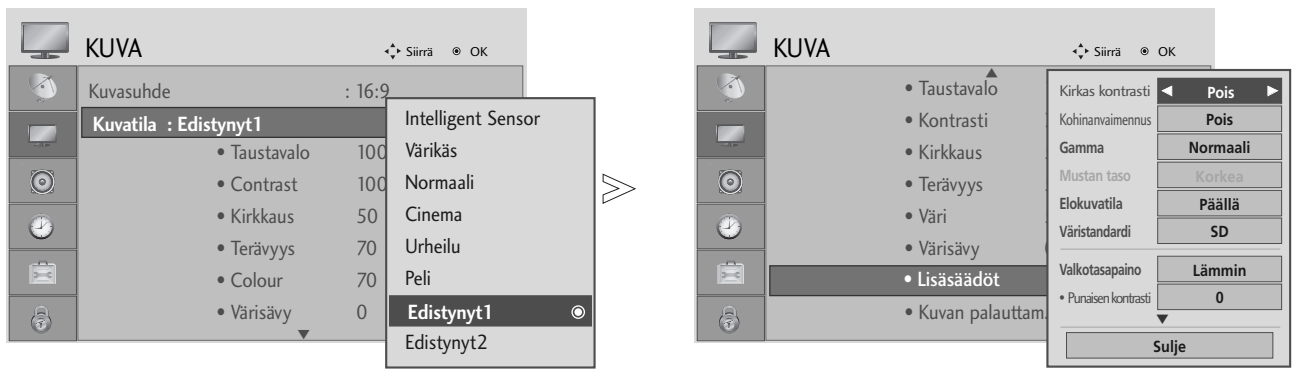 KUVA
Siirrä OK
Kuvasuhde : 16:9
Kuvatila : Edistynyt1
• Taustavalo 100
• Contrast 100
• Kirkkaus 50
• Terävyys 70
• Colour 70
• Värisävy 0
Intelligent Sensor
Värikäs
Normaali
Cinema
Urheilu
Peli
Edistynyt1
Edistynyt2
KUVA
Siirrä OK
• Taustavalo
• Kontrasti
• Kirkkaus
• Terävyys
• Väri
• Värisävy
• Lisäsäädöt
• Kuvan palauttam.
Kirkas kontrasti Pois
Kohinanvaimennus Pois
Gamma Normaali
Mustan taso Korkea
Elokuvatila Päällä
Väristandardi SD
Valkotasapaino Lämmin
• Punaisen kontrasti 0
Sulje